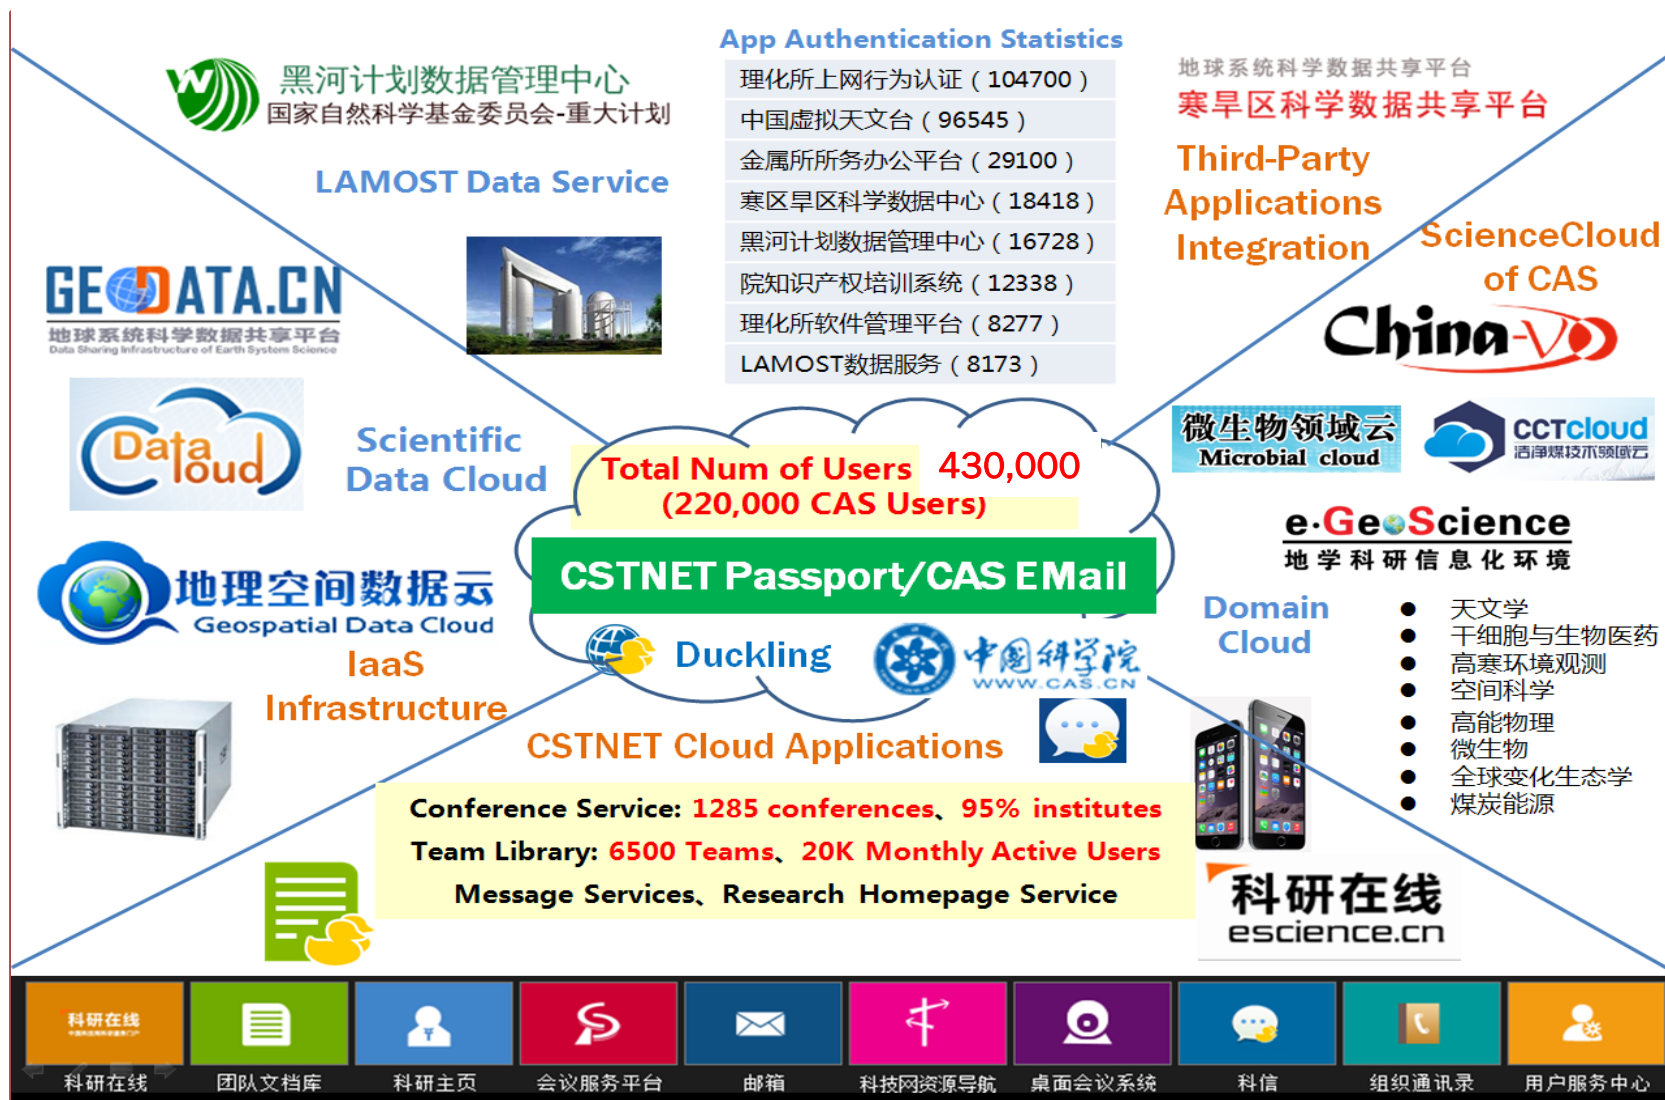 App Authentication Statistics
理化所上网行为认证（104700）
中国虚拟天文台（96545）
金属所所务办公平台（29100）
寒区旱区科学数据中心（18418）
黑河计划数据管理中心（16728）
院知识产权培训系统（12338）
理化所软件管理平台（8277）
LAMOST数据服务（8173）
黑河计划数据管理中心
国家自然科学基金委员会-重大计划
LAMOST Data Service
地球系统科学数据共享平台
寒旱区科学数据共享平台
Third-Party
Applications
Integration
ScienceCloud
of CAS
GEODATA.CN
地球系统科学数据共享平台
Data Sharing Infrastructure of Earth System Science
Data Cloud
Scientific
Data Cloud
地理空间数据云
Geospatial Data Cloud
IaaS
Infrastructure
China-VO
微生物领域云
Microbial cloud
CCTcloud
洁净煤技术领域云
e·GeoScience
地学科研信息化环境
Domain
Cloud
天文学
干细胞与生物医药
高寒环境观测
空间科学
高能物理
微生物
全球变化生态学
煤炭能源
Total Num of Users 430,000
(220,000 CAS Users)
CSTNET Passport/CAS EMail
Duckling
中国科学院
WWW.CAS.CN
CSTNET Cloud Applications
Conference Service: 1285 conferences、95% institutes
Team Library: 6500 Teams、20K Monthly Active Users
Message Services、Research Homepage Service
科研在线
escience.cn
科研在线
科研在线
团队文档库
科研主页
会议服务平台
邮箱
科技网资源导航
桌面会议系统
科信
组织通讯录
用户服务中心